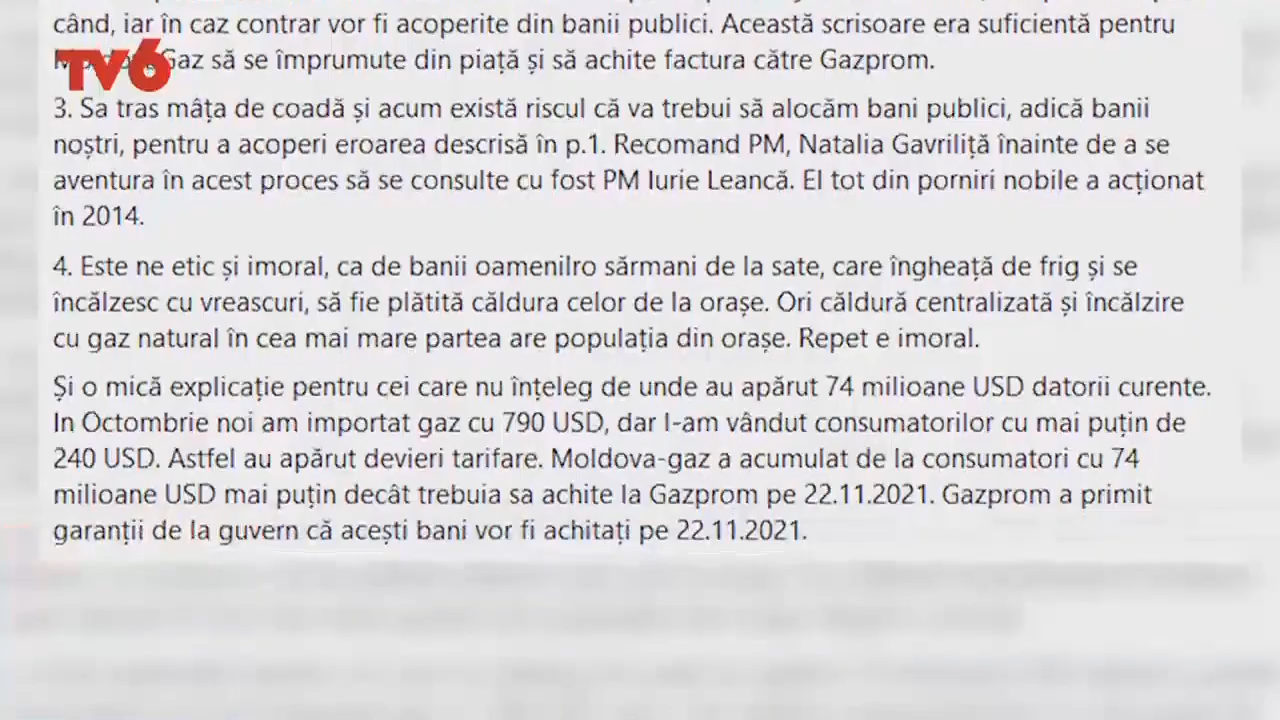 când, iar în caz contrar vor fi acoperite din banii publici. Această scrisoare era suficientă pentru
TV6
Gaz să se împrumute din piață și să achite factura către Gazprom.
3. Sa tras mâța de coadă și acum există riscul că va trebui să alocăm bani publici, adică banii
noștri, pentru a acoperi eroarea descrisă în p.1. Recomand PM, Natalia Gavriliță înainte de a se
aventura în acest proces să se consulte cu fost PM Iurie Leancă. El tot din porniri nobile a acționat
în 2014.
4. Este ne etic și imoral, ca de banii oamenilro sărmani de la sate, care îngheață de frig și se
încălzesc cu vreascuri, să fie plătită căldura celor de la orașe. Ori căldură centralizată și încălzire
cu gaz natural în cea mai mare partea are populația din orașe. Repet e imoral.
Și o mică explicație pentru cei care nu înțeleg de unde au apărut 74 milioane USD datorii curente.
In Octombrie noi am importat gaz cu 790 USD, dar l-am vândut consumatorilor cu mai puțin de
240 USD. Astfel au apărut devieri tarifare. Moldova-gaz a acumulat de la consumatori cu 74
milioane USD mai puțin decât trebuia sa achite la Gazprom pe 22.11.2021. Gazprom a primit
garanții de la guvern că acești bani vor fi achitați pe 22.11.2021.